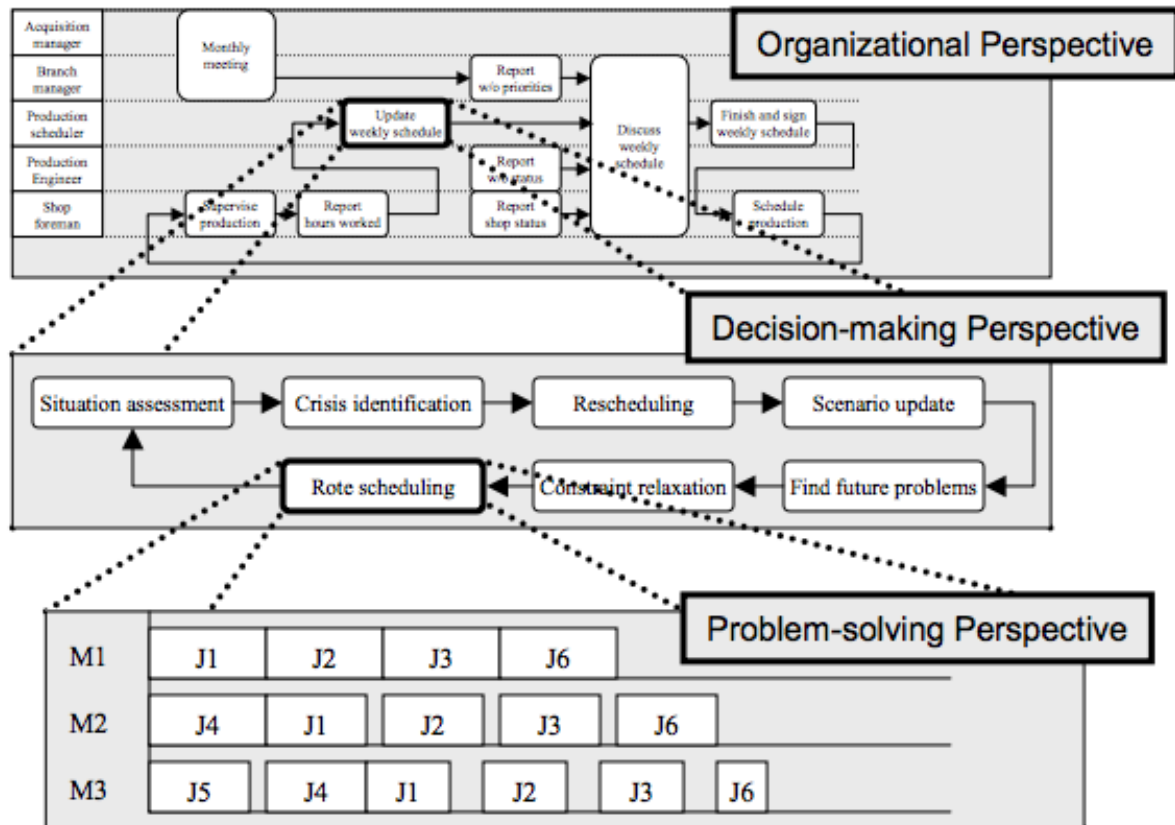 Organizational Perspective
Acquisition
manager
Branch
manager
Production
scheduler
Production
Engineer
Shop
foreman
Monthly
meeting
Report
w/o priorities
Update
weekly schedule
Discuss
weekly
schedule
Finish and sign
weekly schedule
Report
w/o status
Supervise
production
Report
hours worked
Report
shop status
Schedule
production
Decision-making Perspective
Situation assessment
Crisis identification
Rescheduling
Scenario update
Rote scheduling
Constraint relaxation
Find future problems
Problem-solving Perspective
M1 J1 J2 J3 J6
M2 J4 J1 J2 J3 J6
M3 J5 J4 J1 J2 J3 J6